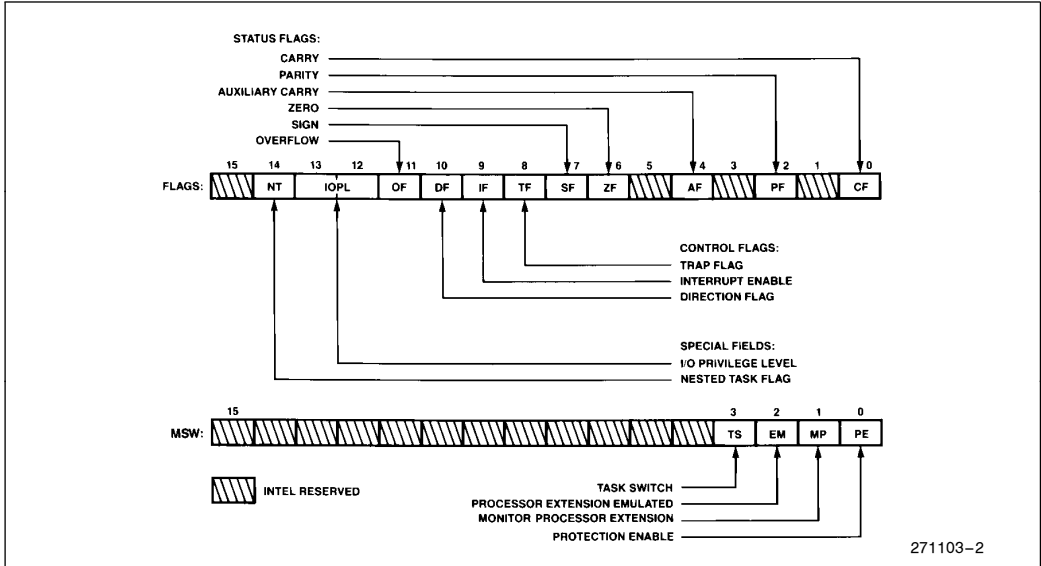 STATUS FLAGS:
CARRY
PARITY
AUXILIARY CARRY
ZERO
SIGN
OVERFLOW
15 14 13 12 11 10 9 8 7 6 5 4 3 2 1 0
FLAGS: NT IOPL OF DF IF TF SF ZF AF PF CF
CONTROL FLAGS:
TRAP FLAG
INTERRUPT ENABLE
DIRECTION FLAG
SPECIAL FIELDS:
I/O PRIVILEGE LEVEL
NESTED TASK FLAG
15 3 2 1 0
MSW: TS EM MP PE
INTEL RESERVED
TASK SWITCH
PROCESSOR EXTENSION EMULATED
MONITOR PROCESSOR EXTENSION
PROTECTION ENABLE
271103–2